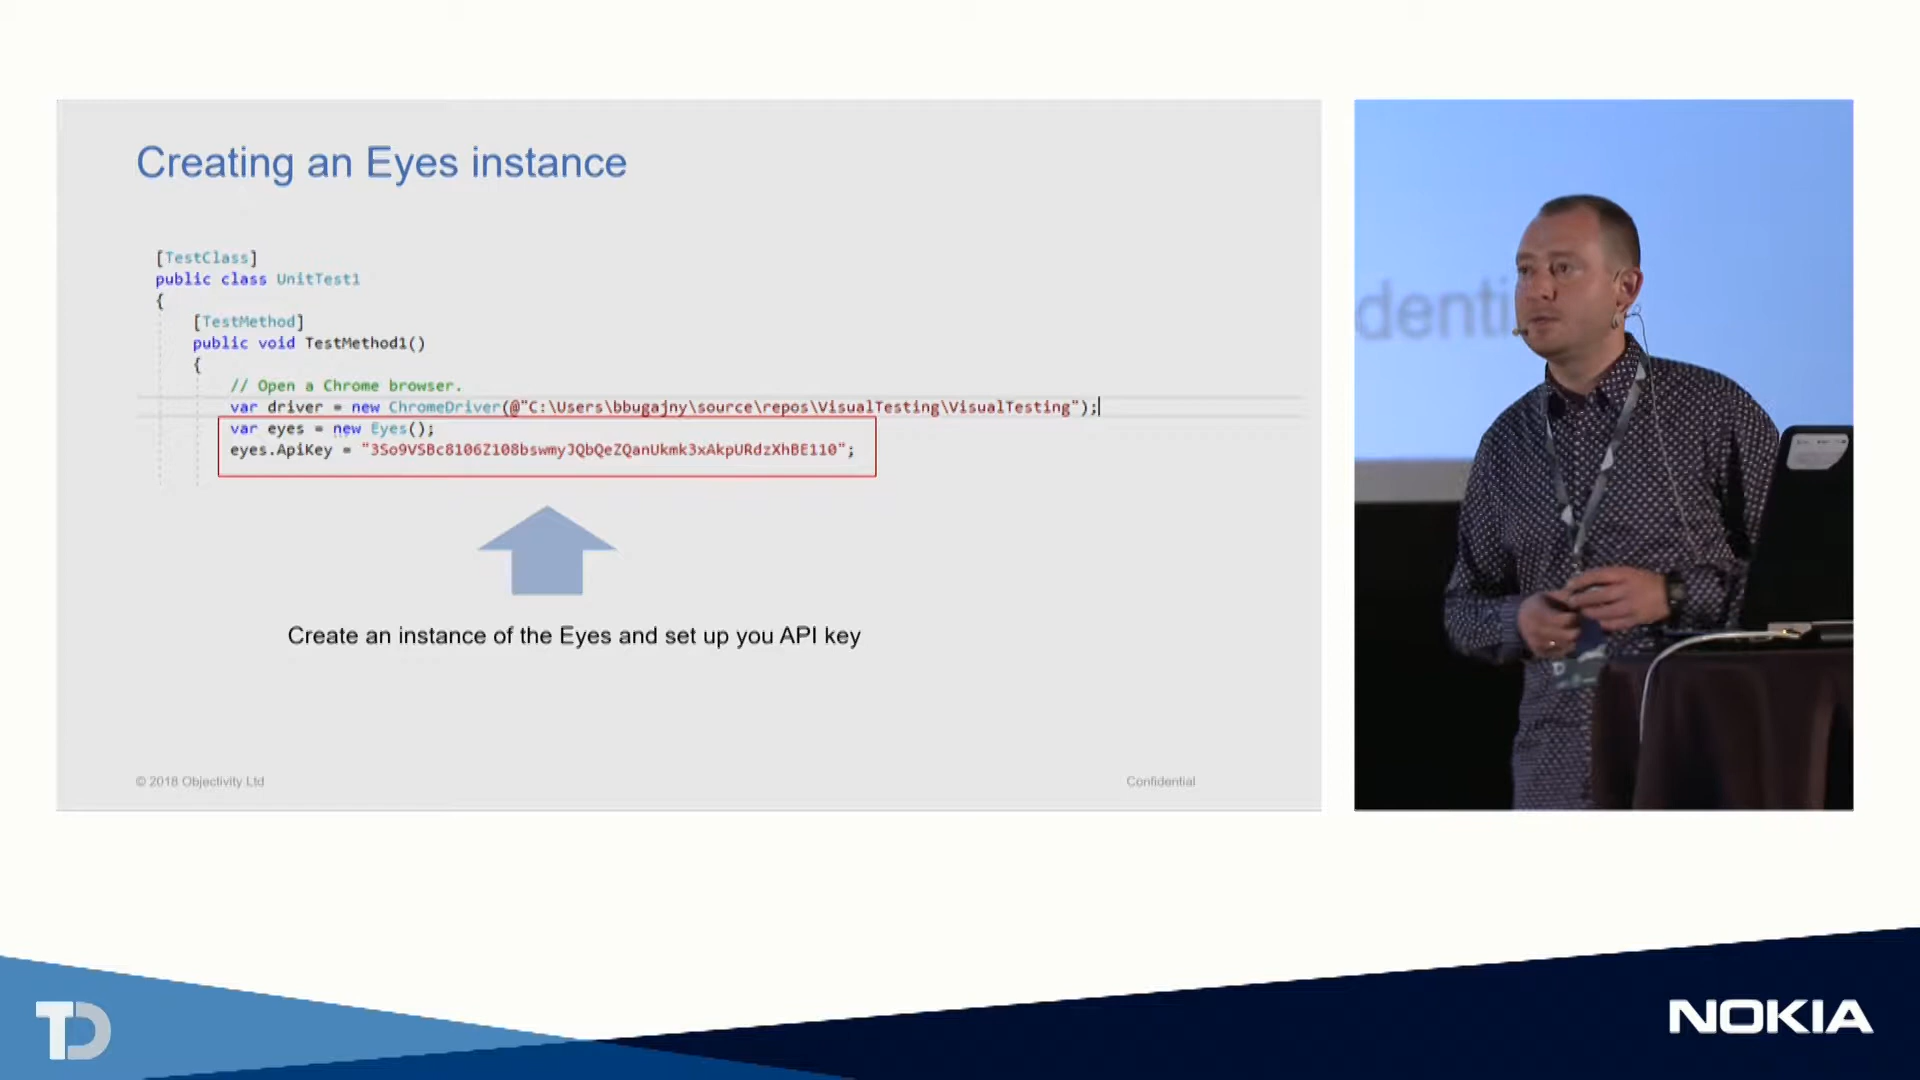 Creating an Eyes instance
[TestClass]
public class UnitTest1
{
[TestMethod]
public void TestMethod1()
{
// Open a Chrome browser.
var driver = new ChromeDriver(@"C:\Users\bbugajny\source\repos\VisualTesting\VisualTesting");
var eyes = new Eyes();
eyes.ApiKey = "3So9VSBc8106Z108bswmyJQbQeZQanUkmk3xAkpURdzXhBE110";
Create an instance of the Eyes and set up you API key
© 2018 Objectivity Ltd
Confidential
denti
TD
NOKIA